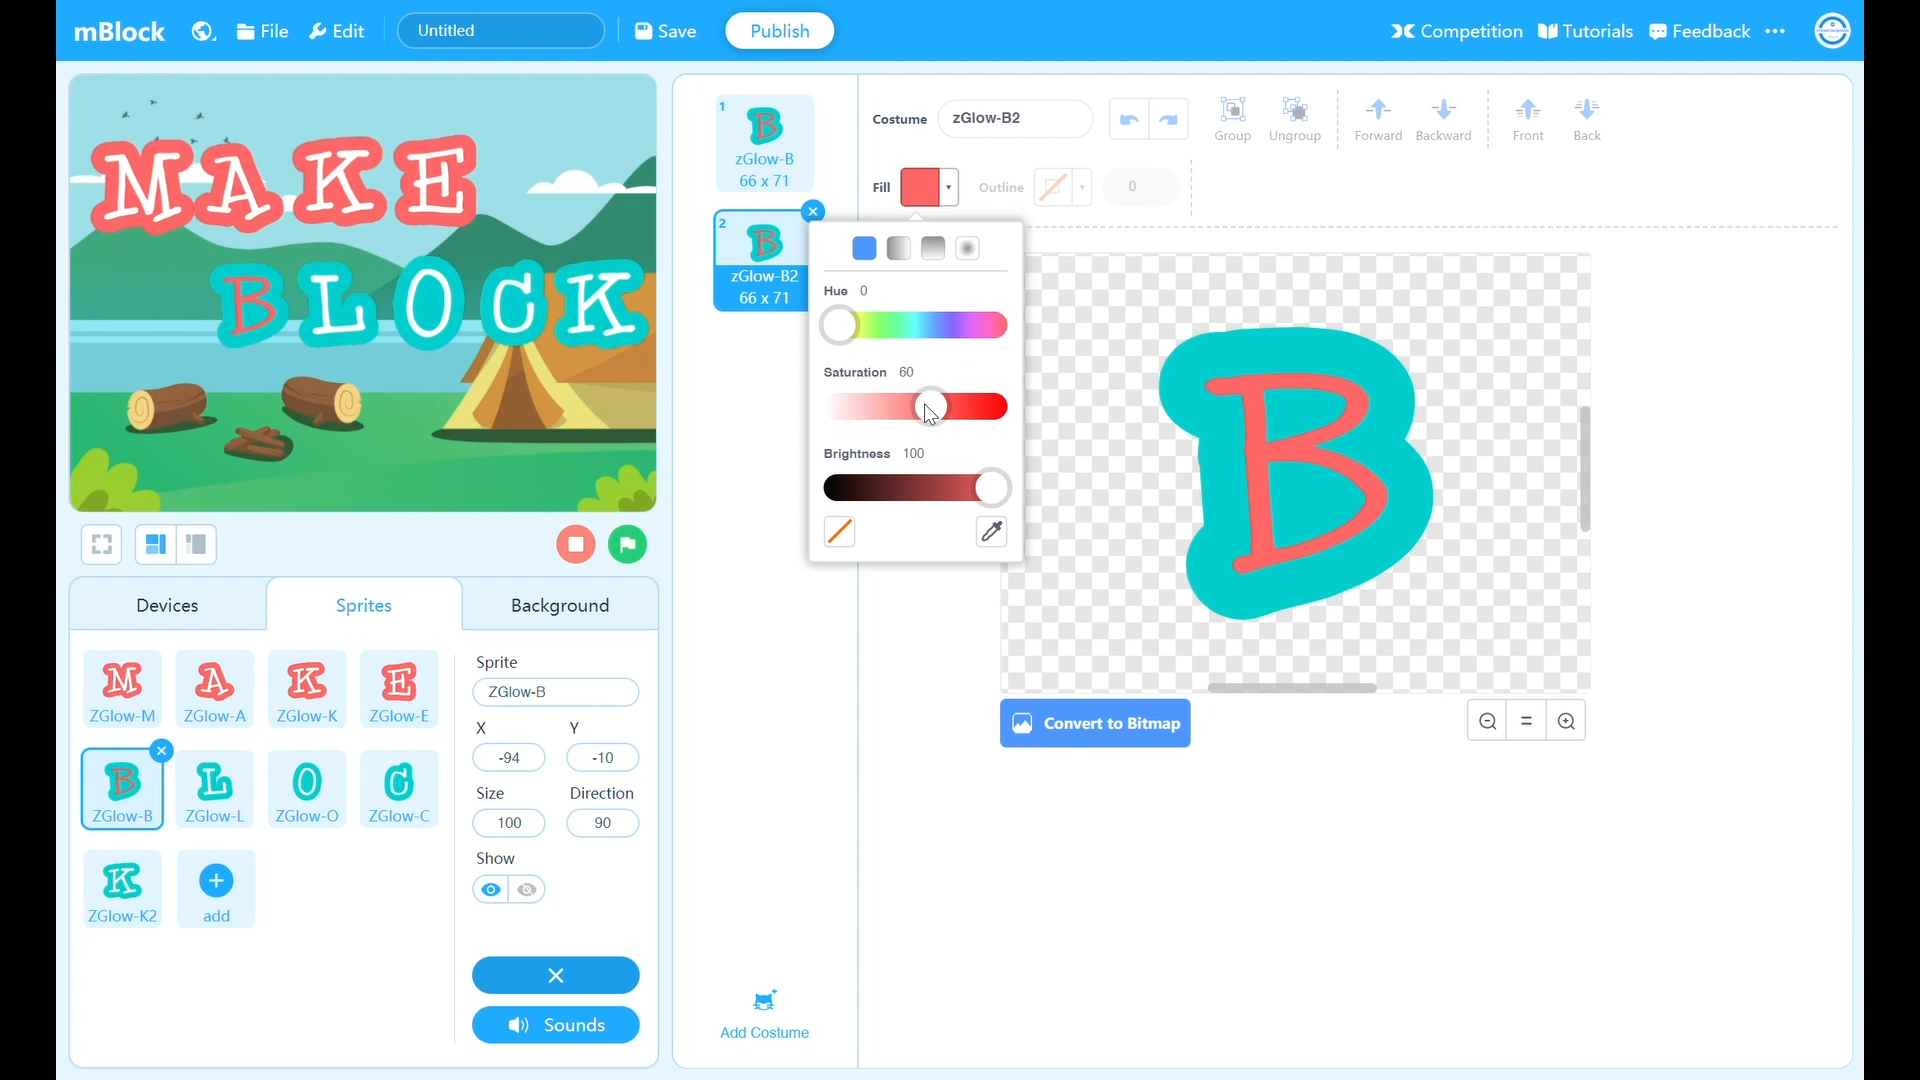 mBlock File Edit Untitled Save Publish Competition Tutorials Feedback
MAKE
BLOCK
1
B
zGlow-B
66 x 71
2
B
zGlow-B2
66 x 71
Add Costume
Costume zGlow-B2 Group Ungroup Forward Backward Front Back
Fill Outline 0
Hue 0
Saturation 60
Brightness 100
B
Convert to Bitmap
Devices Sprites Background
M A K E
ZGlow-M ZGlow-A ZGlow-K ZGlow-E
B L O C
ZGlow-B ZGlow-L ZGlow-O ZGlow-C
K
ZGlow-K2 add
Sprite
ZGlow-B
X Y
-94 -10
Size Direction
100 90
Show
Sounds